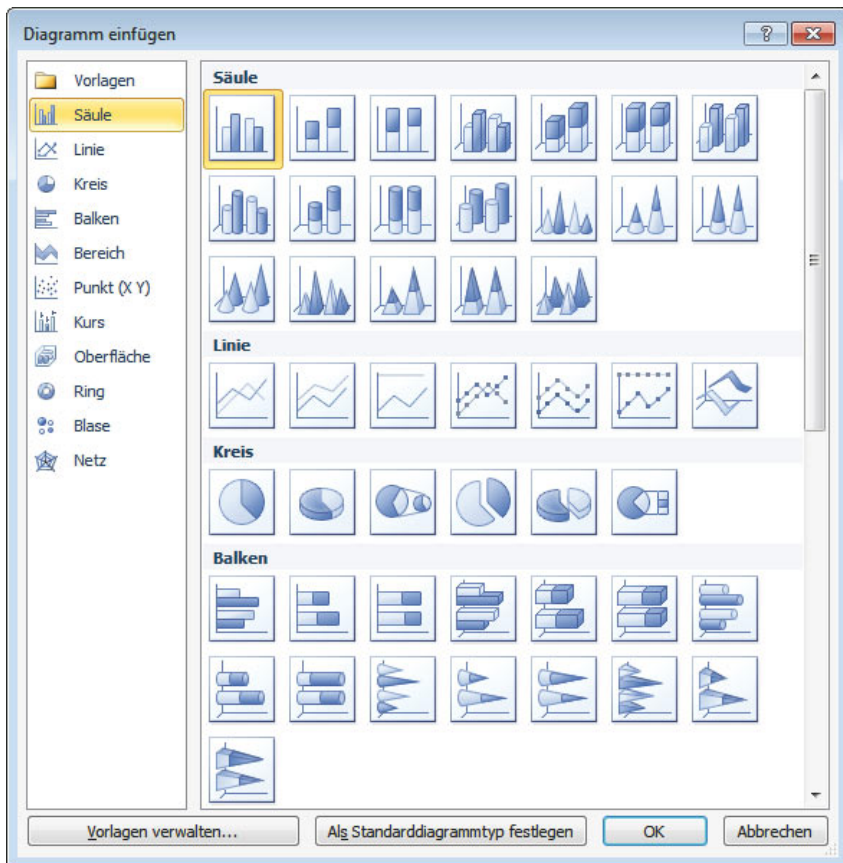 Diagramm einfügen
Vorlagen
Säule
Linie
Kreis
Balken
Bereich
Punkt (X Y)
Kurs
Oberfläche
Ring
Blase
Netz
Säule
Linie
Kreis
Balken
Vorlagen verwalten...
Als Standarddiagrammtyp festlegen
OK
Abbrechen